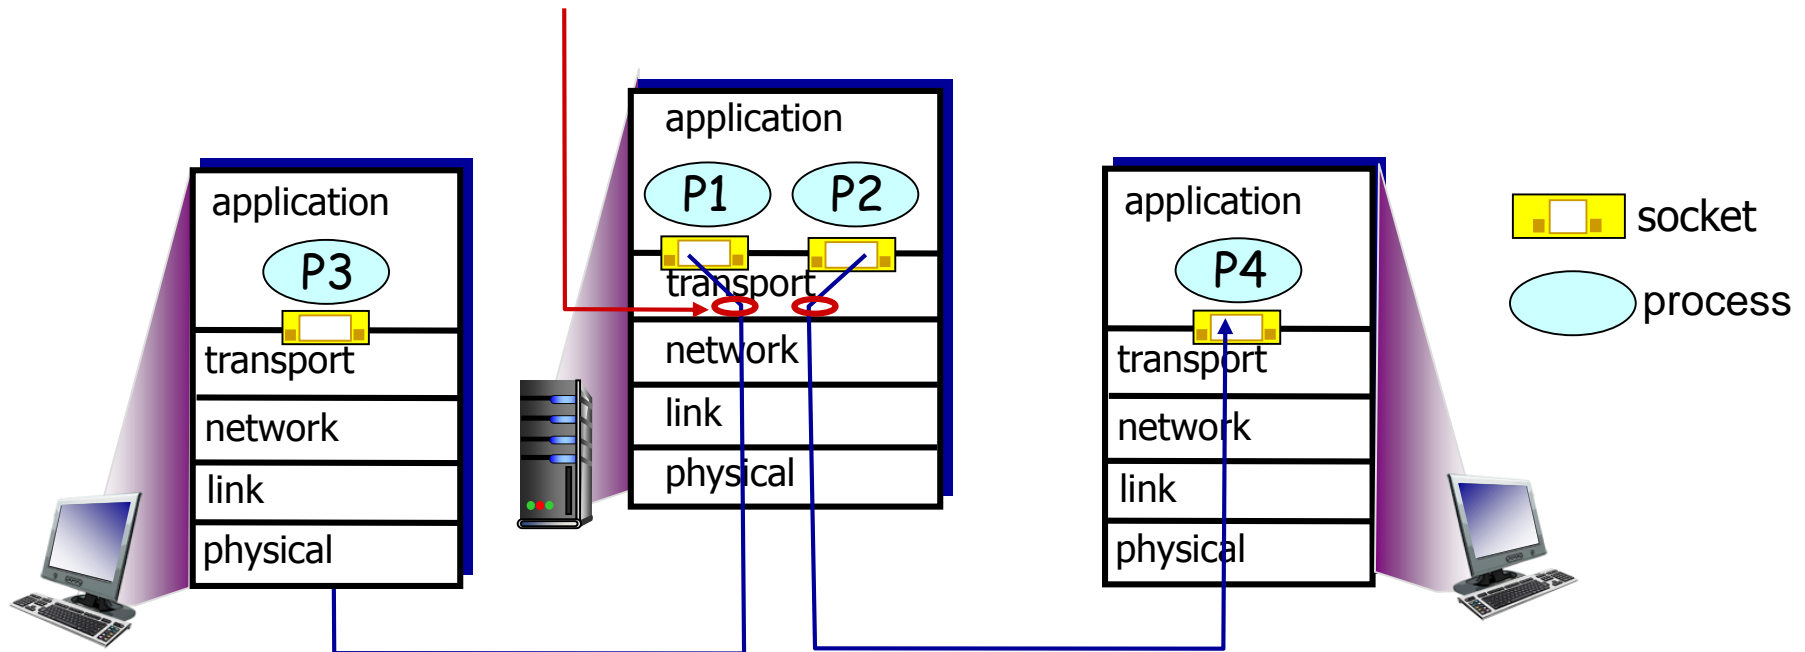 application
P3
transport
network
link
physical
application
P1 P2
transport
network
link
physical
application
P4
transport
network
link
physical
socket
process